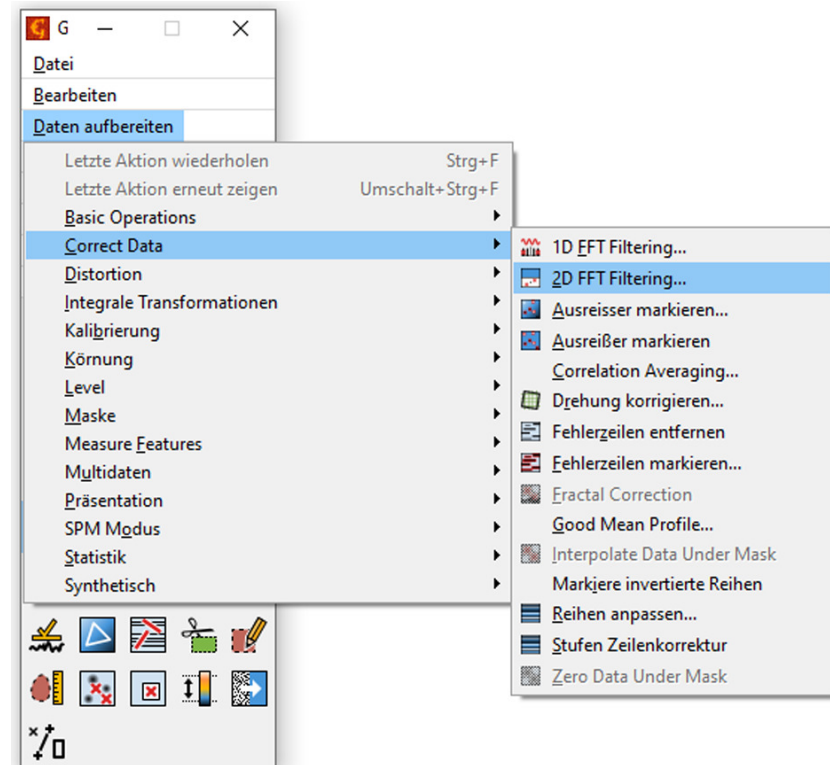 G
Datei
Bearbeiten
Daten aufbereiten
Letzte Aktion wiederholen Strg+F
Letzte Aktion erneut zeigen Umschalt+Strg+F
Basic Operations
Correct Data
Distortion
Integrale Transformationen
Kalibrierung
Körnung
Level
Maske
Measure Features
Multidaten
Präsentation
SPM Modus
Statistik
Synthetisch
1D FFT Filtering...
2D FFT Filtering...
Ausreisser markieren...
Ausreißer markieren
Correlation Averaging...
Drehung korrigieren...
Fehlerzeilen entfernen
Fehlerzeilen markieren...
Fractal Correction
Good Mean Profile...
Interpolate Data Under Mask
Markiere invertierte Reihen
Reihen anpassen...
Stufen Zeilenkorrektur
Zero Data Under Mask